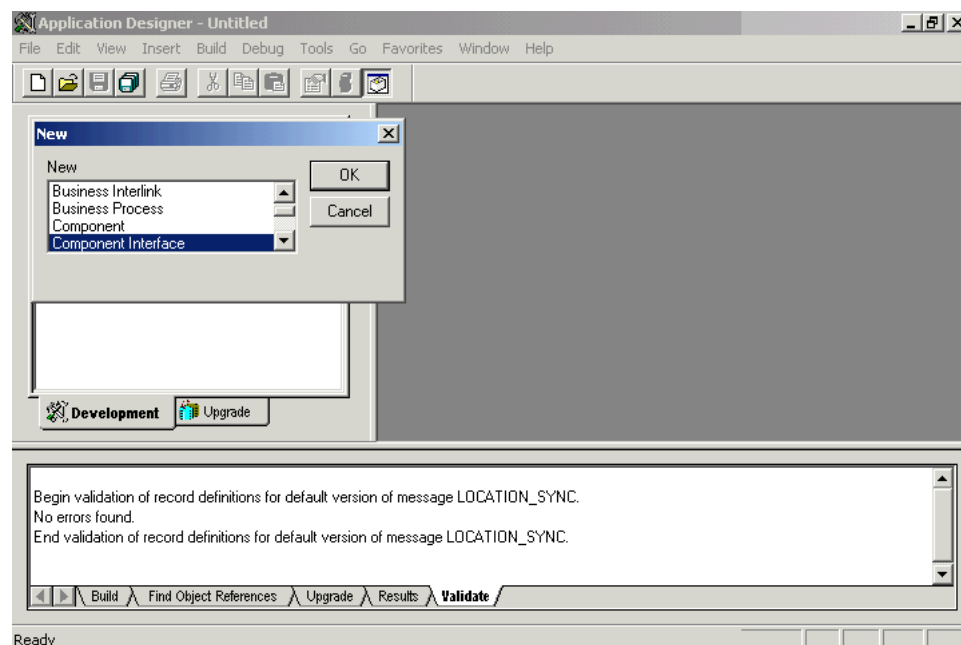 Application Designer - Untitled
File Edit View Insert Build Debug Tools Go Favorites Window Help
New
New
Business Interlink
Business Process
Component
Component Interface
OK
Cancel
Development
Upgrade
Begin validation of record definitions for default version of message LOCATION_SYNC.
No errors found.
End validation of record definitions for default version of message LOCATION_SYNC.
Build Find Object References Upgrade Results Validate
Ready